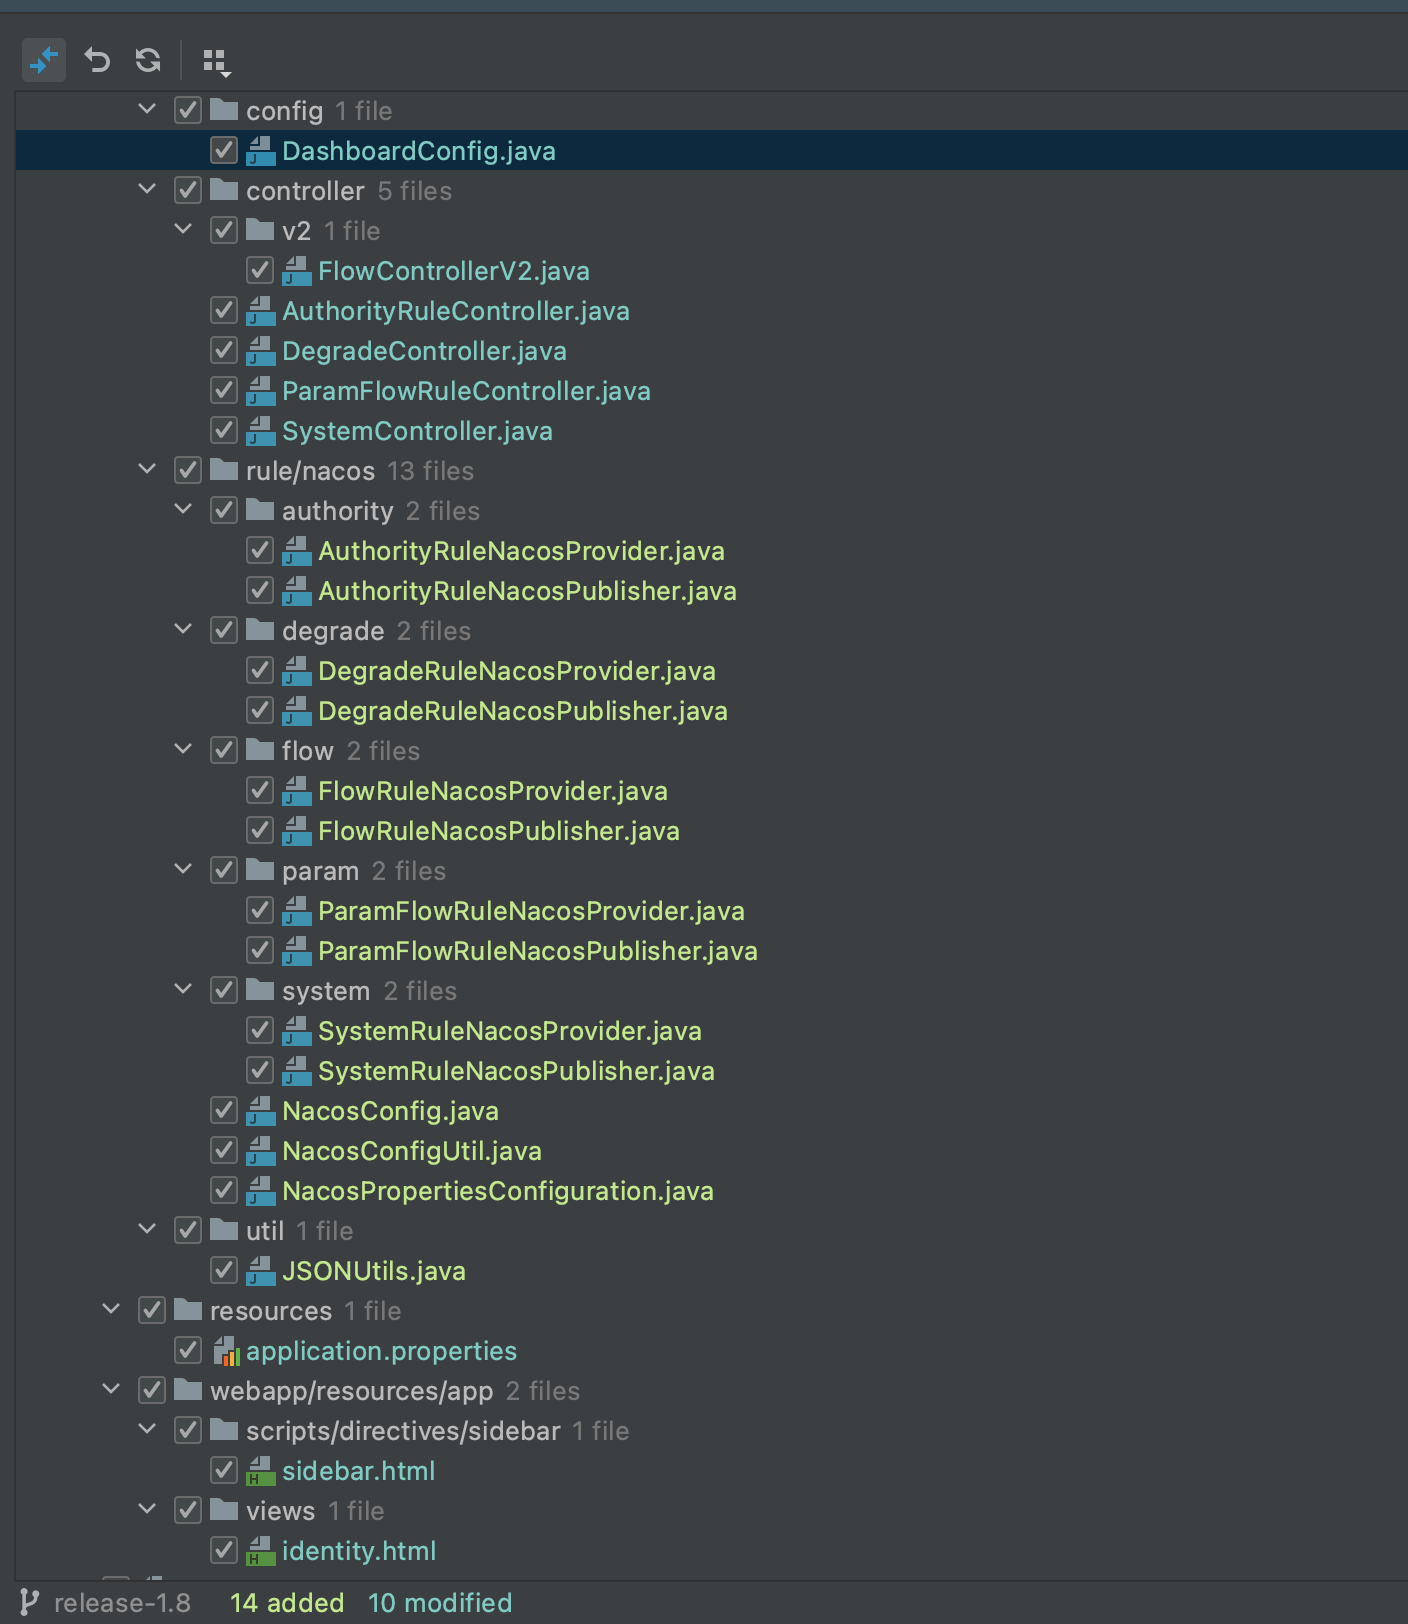 config 1 file
DashboardConfig.java
controller 5 files
v2 1 file
FlowControllerV2.java
AuthorityRuleController.java
DegradeController.java
ParamFlowRuleController.java
SystemController.java
rule/nacos 13 files
authority 2 files
AuthorityRuleNacosProvider.java
AuthorityRuleNacosPublisher.java
degrade 2 files
DegradeRuleNacosProvider.java
DegradeRuleNacosPublisher.java
flow 2 files
FlowRuleNacosProvider.java
FlowRuleNacosPublisher.java
param 2 files
ParamFlowRuleNacosProvider.java
ParamFlowRuleNacosPublisher.java
system 2 files
SystemRuleNacosProvider.java
SystemRuleNacosPublisher.java
NacosConfig.java
NacosConfigUtil.java
NacosPropertiesConfiguration.java
util 1 file
JSONUtils.java
resources 1 file
application.properties
webapp/resources/app 2 files
scripts/directives/sidebar 1 file
sidebar.html
views 1 file
identity.html
release-1.8 14 added 10 modified